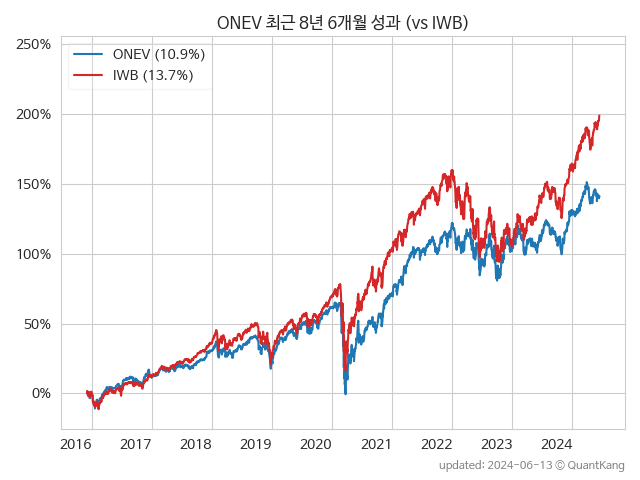 ONEV 최근 8년 6개월 성과 (vs IWB)
250%
ONEV (10.9%)
IWB (13.7%)
200%
150%
100%
50%
0%
2016 2017 2018 2019 2020 2021 2022 2023 2024
updated: 2024-06-13 © QuantKang